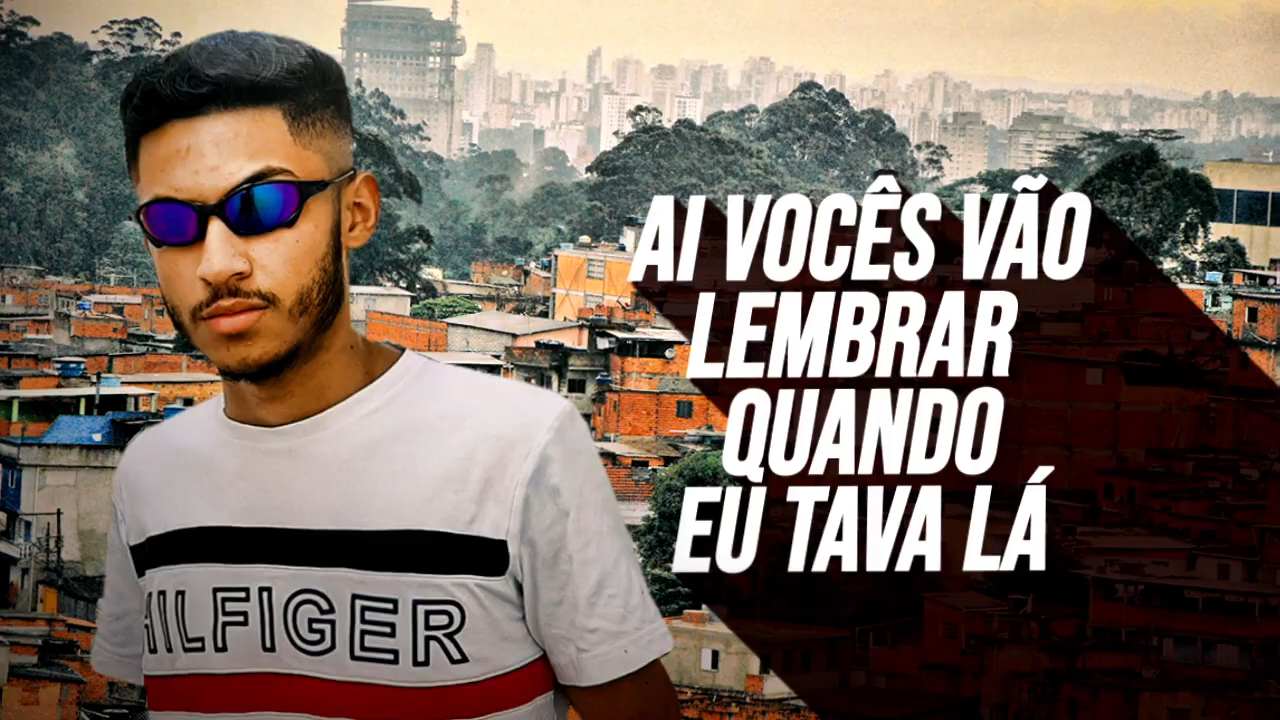 AI VOCÊS VÃO
LEMBRAR
QUANDO
EU TAVA LÁ
HILFIGER